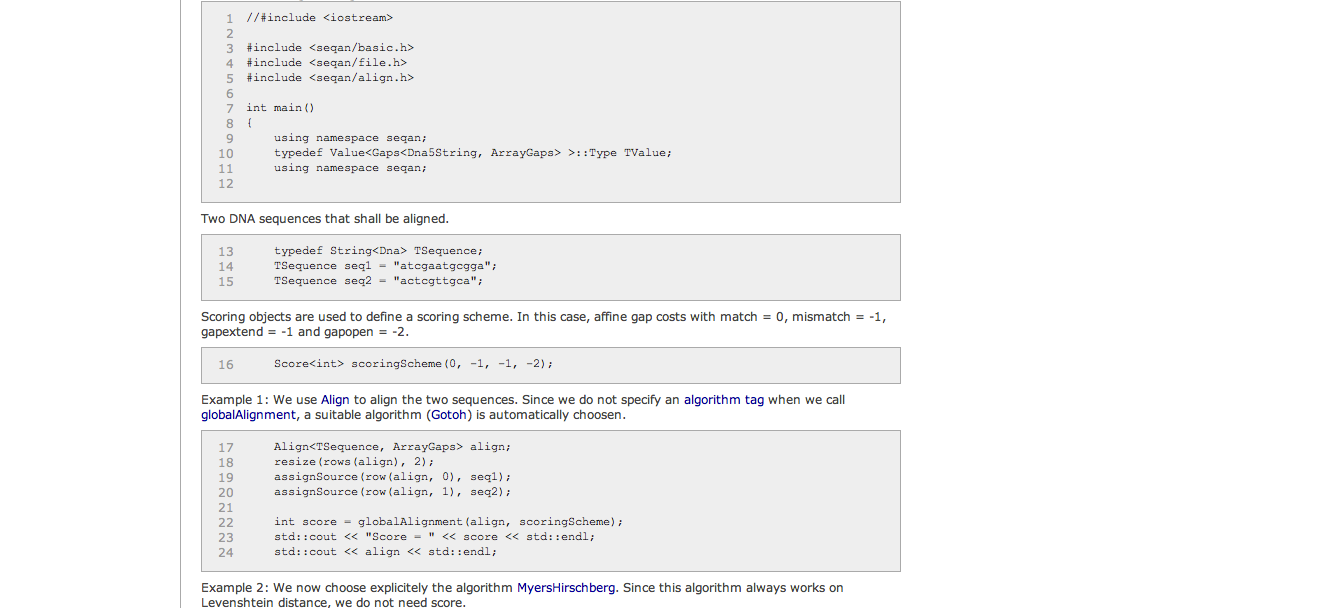 1 //#include <iostream>
2
3 #include <seqan/basic.h>
4 #include <seqan/file.h>
5 #include <seqan/align.h>
6
7 int main()
8 {
9     using namespace seqan;
10     typedef Value<Gaps<Dna5String, ArrayGaps> >::Type TValue;
11     using namespace seqan;
12
Two DNA sequences that shall be aligned.
13     typedef String<Dna> TSequence;
14     TSequence seq1 = "atcgaatgcgga";
15     TSequence seq2 = "actcgttgca";
Scoring objects are used to define a scoring scheme. In this case, affine gap costs with match = 0, mismatch = -1,
gapextend = -1 and gapopen = -2.
16     Score<int> scoringScheme(0, -1, -1, -2);
Example 1: We use Align to align the two sequences. Since we do not specify an algorithm tag when we call
globalAlignment, a suitable algorithm (Gotoh) is automatically choosen.
17     Align<TSequence, ArrayGaps> align;
18     resize(rows(align), 2);
19     assignSource(row(align, 0), seq1);
20     assignSource(row(align, 1), seq2);
21
22     int score = globalAlignment(align, scoringScheme);
23     std::cout << "Score = " << score << std::endl;
24     std::cout << align << std::endl;
Example 2: We now choose explicitely the algorithm MyersHirschberg. Since this algorithm always works on
Levenshtein distance, we do not need score.